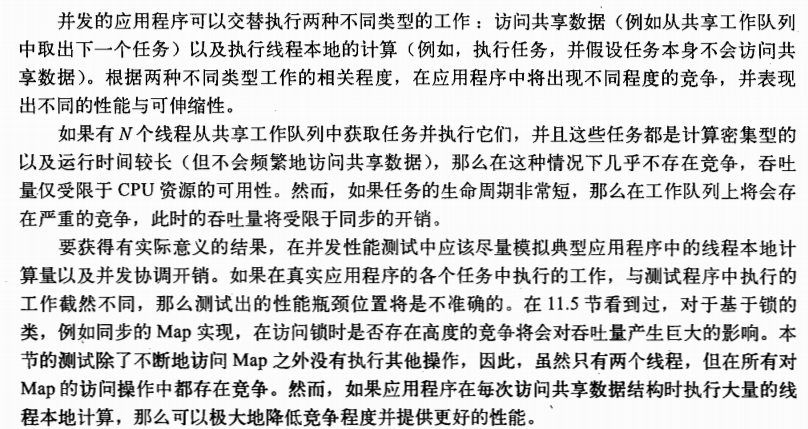 并发的应用程序可以交替执行两种不同类型的工作：访问共享数据（例如从共享工作队列
中取出下一个任务）以及执行线程本地的计算（例如，执行任务，并假设任务本身不会访问共
享数据）。根据两种不同类型工作的相关程度，在应用程序中将出现不同程度的竞争，并表现
出不同的性能与可伸缩性。
如果有 N 个线程从共享工作队列中获取任务并执行它们，并且这些任务都是计算密集型的
以及运行时间较长（但不会频繁地访问共享数据），那么在这种情况下几乎不存在竞争，吞吐
量仅受限于 CPU 资源的可用性。然而，如果任务的生命周期非常短，那么在工作队列上将会存
在严重的竞争，此时的吞吐量将受限于同步的开销。
要获得有实际意义的结果，在并发性能测试中应该尽量模拟典型应用程序中的线程本地计
算量以及并发协调开销。如果在真实应用程序的各个任务中执行的工作，与测试程序中执行的
工作截然不同，那么测试出的性能瓶颈位置将是不准确的。在 11.5 节看到过，对于基于锁的
类，例如同步的 Map 实现，在访问锁时是否存在高度的竞争将会对吞吐量产生巨大的影响。本
节的测试除了不断地访问 Map 之外没有执行其他操作，因此，虽然只有两个线程，但在所有对
Map 的访问操作中都存在竞争。然而，如果应用程序在每次访问共享数据结构时执行大量的线
程本地计算，那么可以极大地降低竞争程度并提供更好的性能。